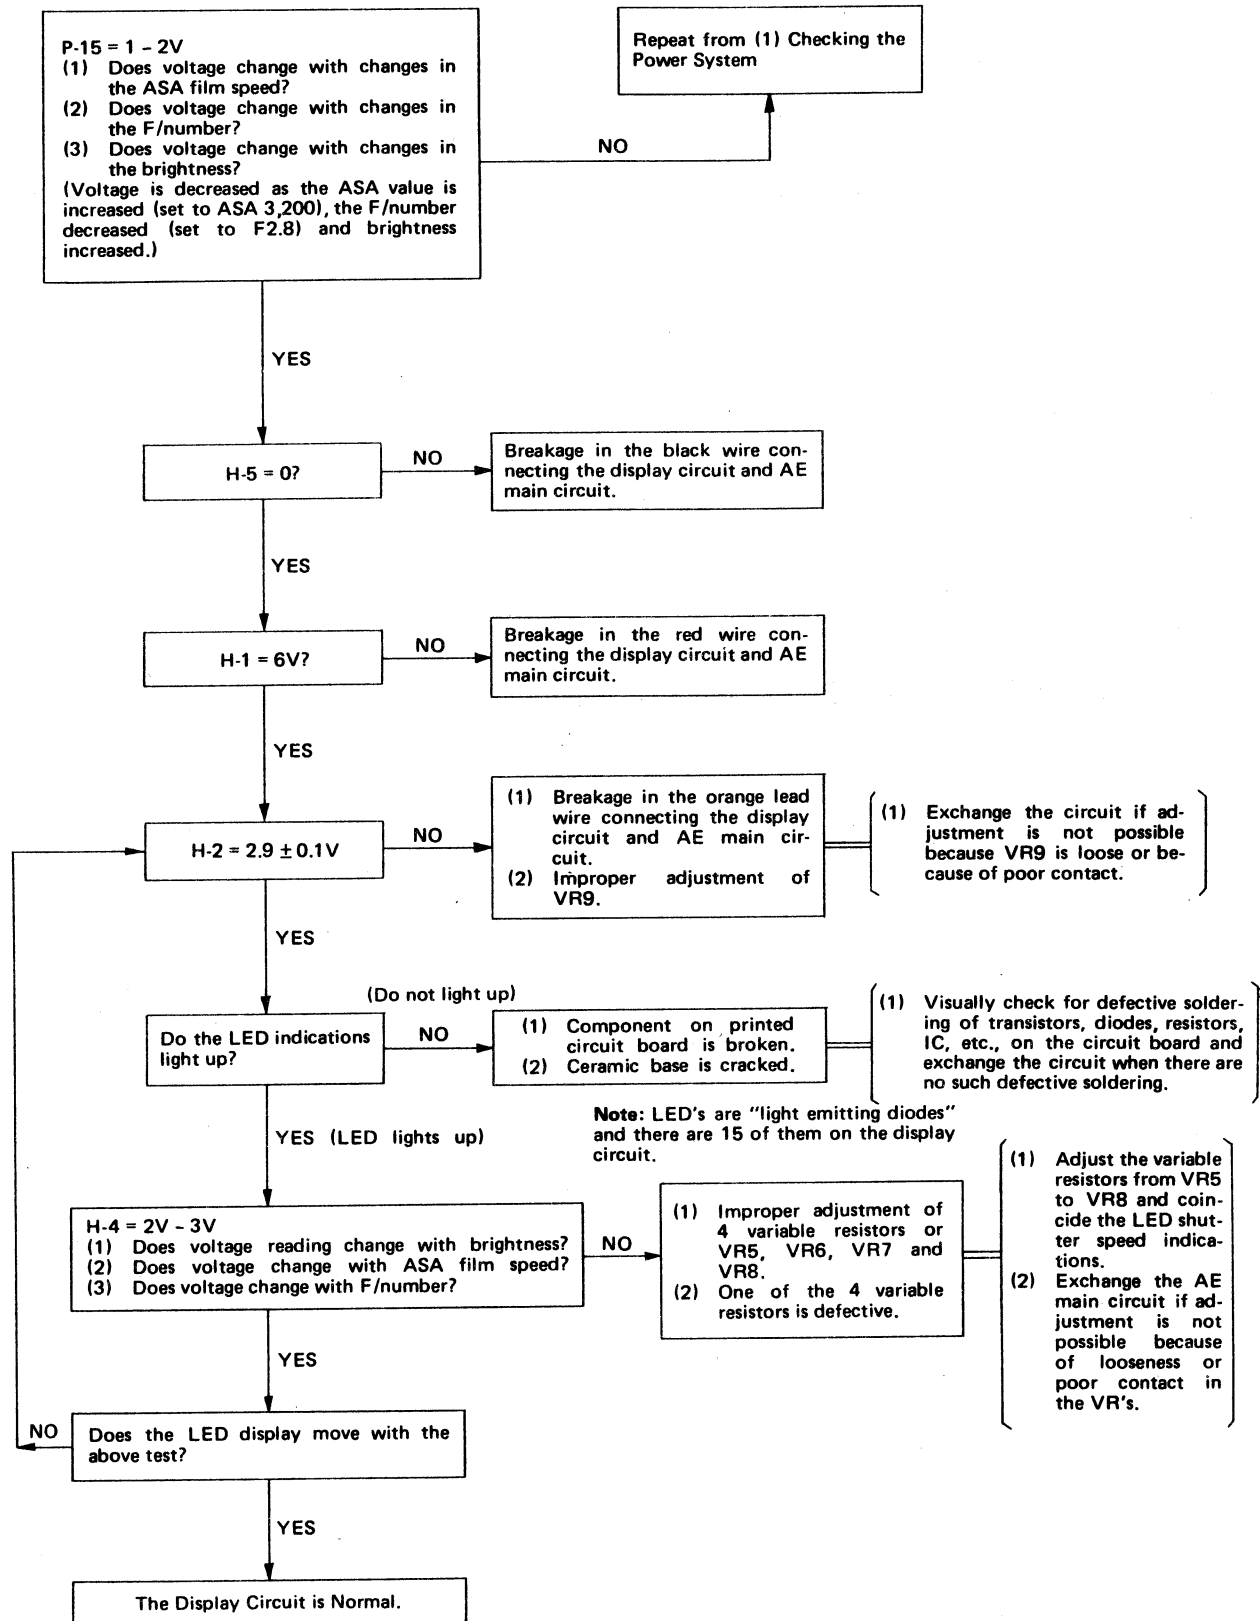 P-15 = 1 – 2V
(1) Does voltage change with changes in
the ASA film speed?
(2) Does voltage change with changes in
the F/number?
(3) Does voltage change with changes in
the brightness?
(Voltage is decreased as the ASA value is
increased (set to ASA 3,200), the F/number
decreased (set to F2.8) and brightness
increased.)
NO
Repeat from (1) Checking the
Power System
YES
H-5 = 0?
NO
Breakage in the black wire con-
necting the display circuit and AE
main circuit.
YES
H-1 = 6V?
NO
Breakage in the red wire con-
necting the display circuit and AE
main circuit.
YES
H-2 = 2.9 ± 0.1V
NO
(1) Breakage in the orange lead
wire connecting the display
circuit and AE main cir-
cuit.
(2) Improper adjustment of
VR9.
(1) Exchange the circuit if ad-
justment is not possible
because VR9 is loose or be-
cause of poor contact.
YES
Do the LED indications
light up?
(Do not light up)
NO
(1) Component on printed
circuit board is broken.
(2) Ceramic base is cracked.
(1) Visually check for defective solder-
ing of transistors, diodes, resistors,
IC, etc., on the circuit board and
exchange the circuit when there are
no such defective soldering.
Note: LED's are "light emitting diodes"
and there are 15 of them on the display
circuit.
YES (LED lights up)
H-4 = 2V – 3V
(1) Does voltage reading change with brightness?
(2) Does voltage change with ASA film speed?
(3) Does voltage change with F/number?
NO
(1) Improper adjustment of
4 variable resistors or
VR5, VR6, VR7 and
VR8.
(2) One of the 4 variable
resistors is defective.
(1) Adjust the variable
resistors from VR5
to VR8 and coin-
cide the LED shut-
ter speed indica-
tions.
(2) Exchange the AE
main circuit if ad-
justment is not
possible because
of looseness or
poor contact in
the VR's.
YES
Does the LED display move with the
above test?
NO
YES
The Display Circuit is Normal.